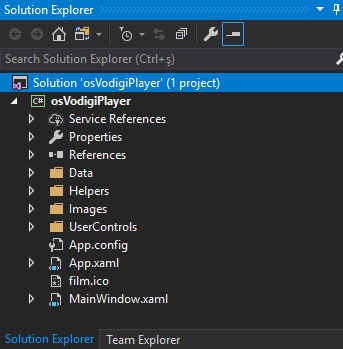 Solution Explorer
Search Solution Explorer (Ctrl+ş)
Solution 'osVodigiPlayer' (1 project)
C# osVodigiPlayer
Service References
Properties
References
Data
Helpers
Images
UserControls
App.config
App.xaml
film.ico
MainWindow.xaml
Solution Explorer Team Explorer